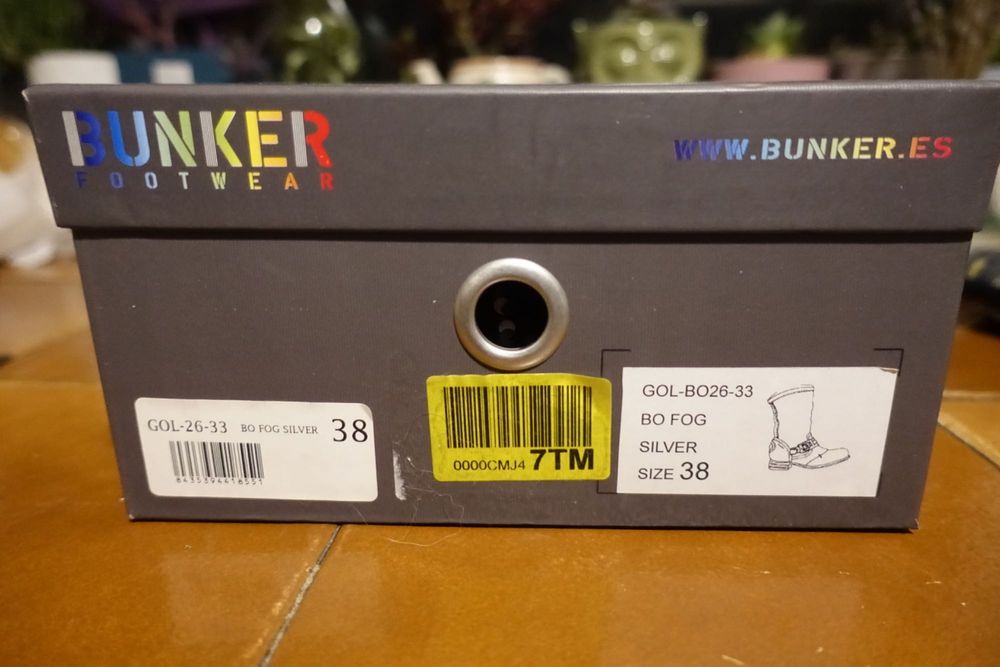 BUNKER
FOOTWEAR
WWW.BUNKER.ES
GOL-26-33 BO FOG SILVER 38
8435394418551
0000CMJ4 7TM
GOL-BO26-33
BO FOG
SILVER
SIZE 38